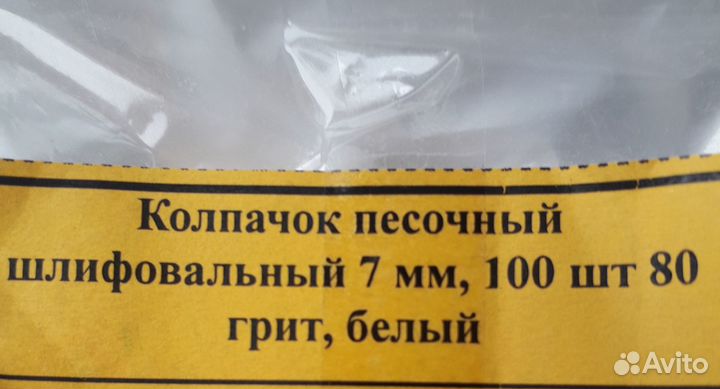 Колпачок песочный
шлифовальный 7 мм, 100 шт 80
грит, белый
Avito